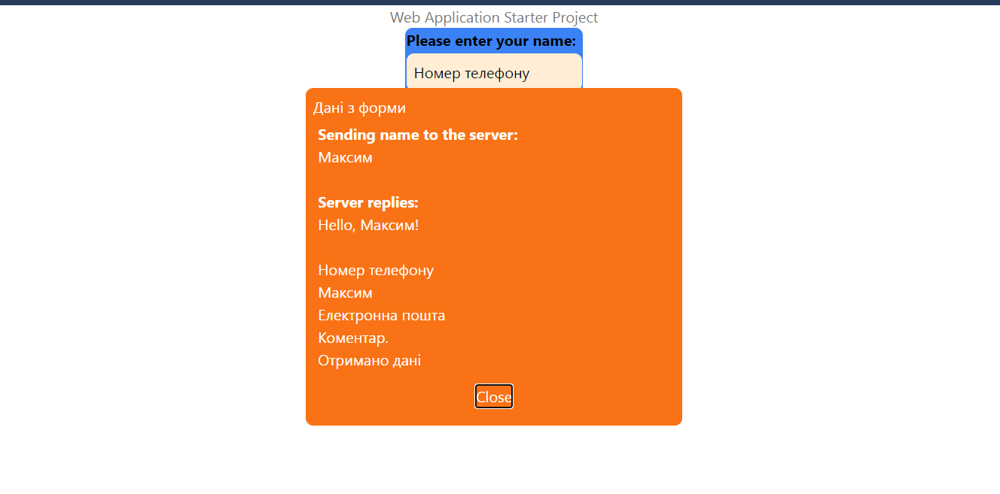 Web Application Starter Project
Please enter your name:
Номер телефону
Дані з форми
Sending name to the server:
Максим
Server replies:
Hello, Максим!
Номер телефону
Максим
Електронна пошта
Коментар.
Отримано дані
Close